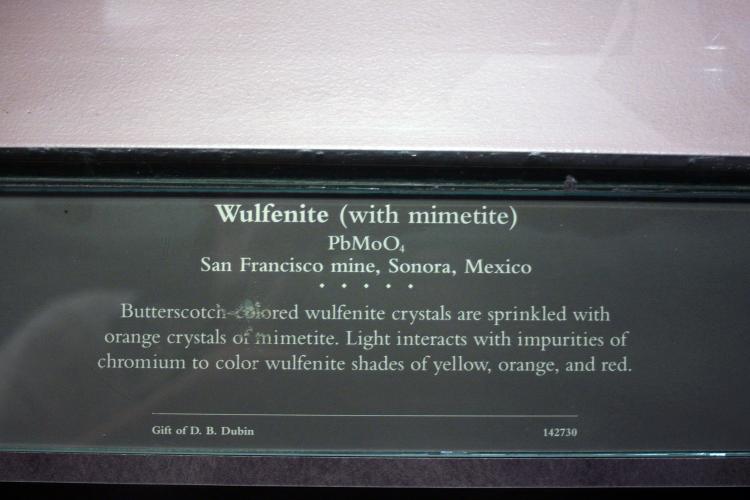 Wulfenite (with mimetite)
PbMoO₄
San Francisco mine, Sonora, Mexico
• • • • •
Butterscotch-colored wulfenite crystals are sprinkled with
orange crystals of mimetite. Light interacts with impurities of
chromium to color wulfenite shades of yellow, orange, and red.
Gift of D. B. Dubin 142730